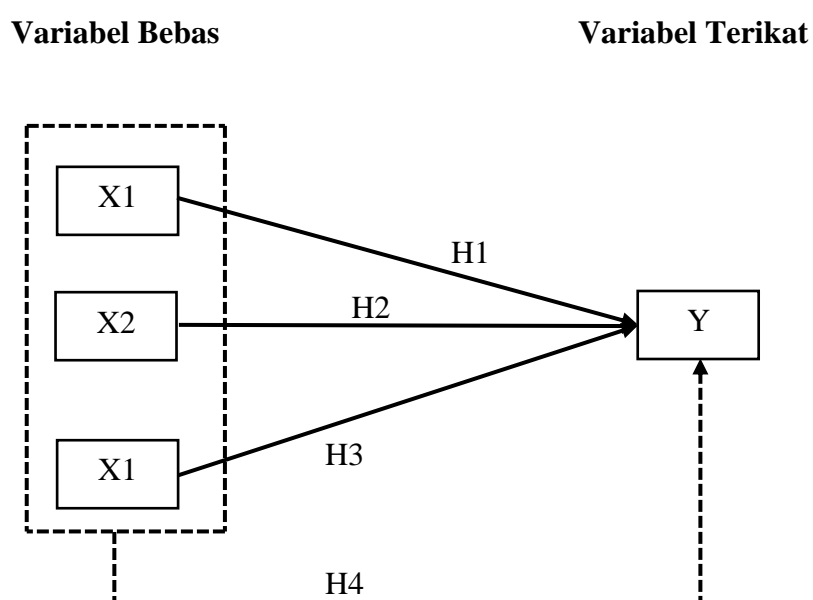 Variabel Bebas
Variabel Terikat
X1
H1
H2
X2
Y
X1
H3
H4